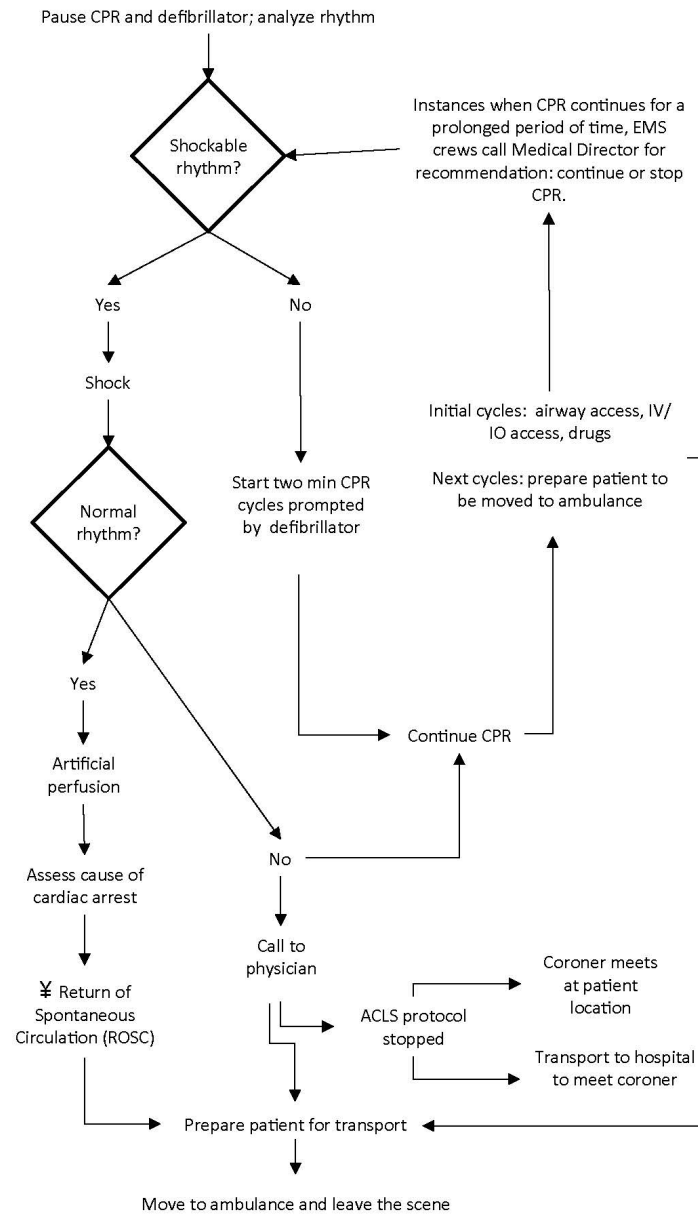 Pause CPR and defibrillator; analyze rhythm
Shockable
rhythm?
Instances when CPR continues for a
prolonged period of time, EMS
crews call Medical Director for
recommendation: continue or stop
CPR.
Yes
No
Shock
Initial cycles:  airway access, IV/
IO access, drugs
Next cycles: prepare patient to
be moved to ambulance
Start two min CPR
cycles prompted
by  defibrillator
Normal
rhythm?
Yes
Continue CPR
Artificial
perfusion
No
Assess cause of
cardiac arrest
Call to
physician
¥ Return of
Spontaneous
Circulation (ROSC)
ACLS protocol
stopped
Coroner meets
at patient
location
Transport to hospital
to meet coroner
Prepare patient for transport
Move to ambulance and leave the scene